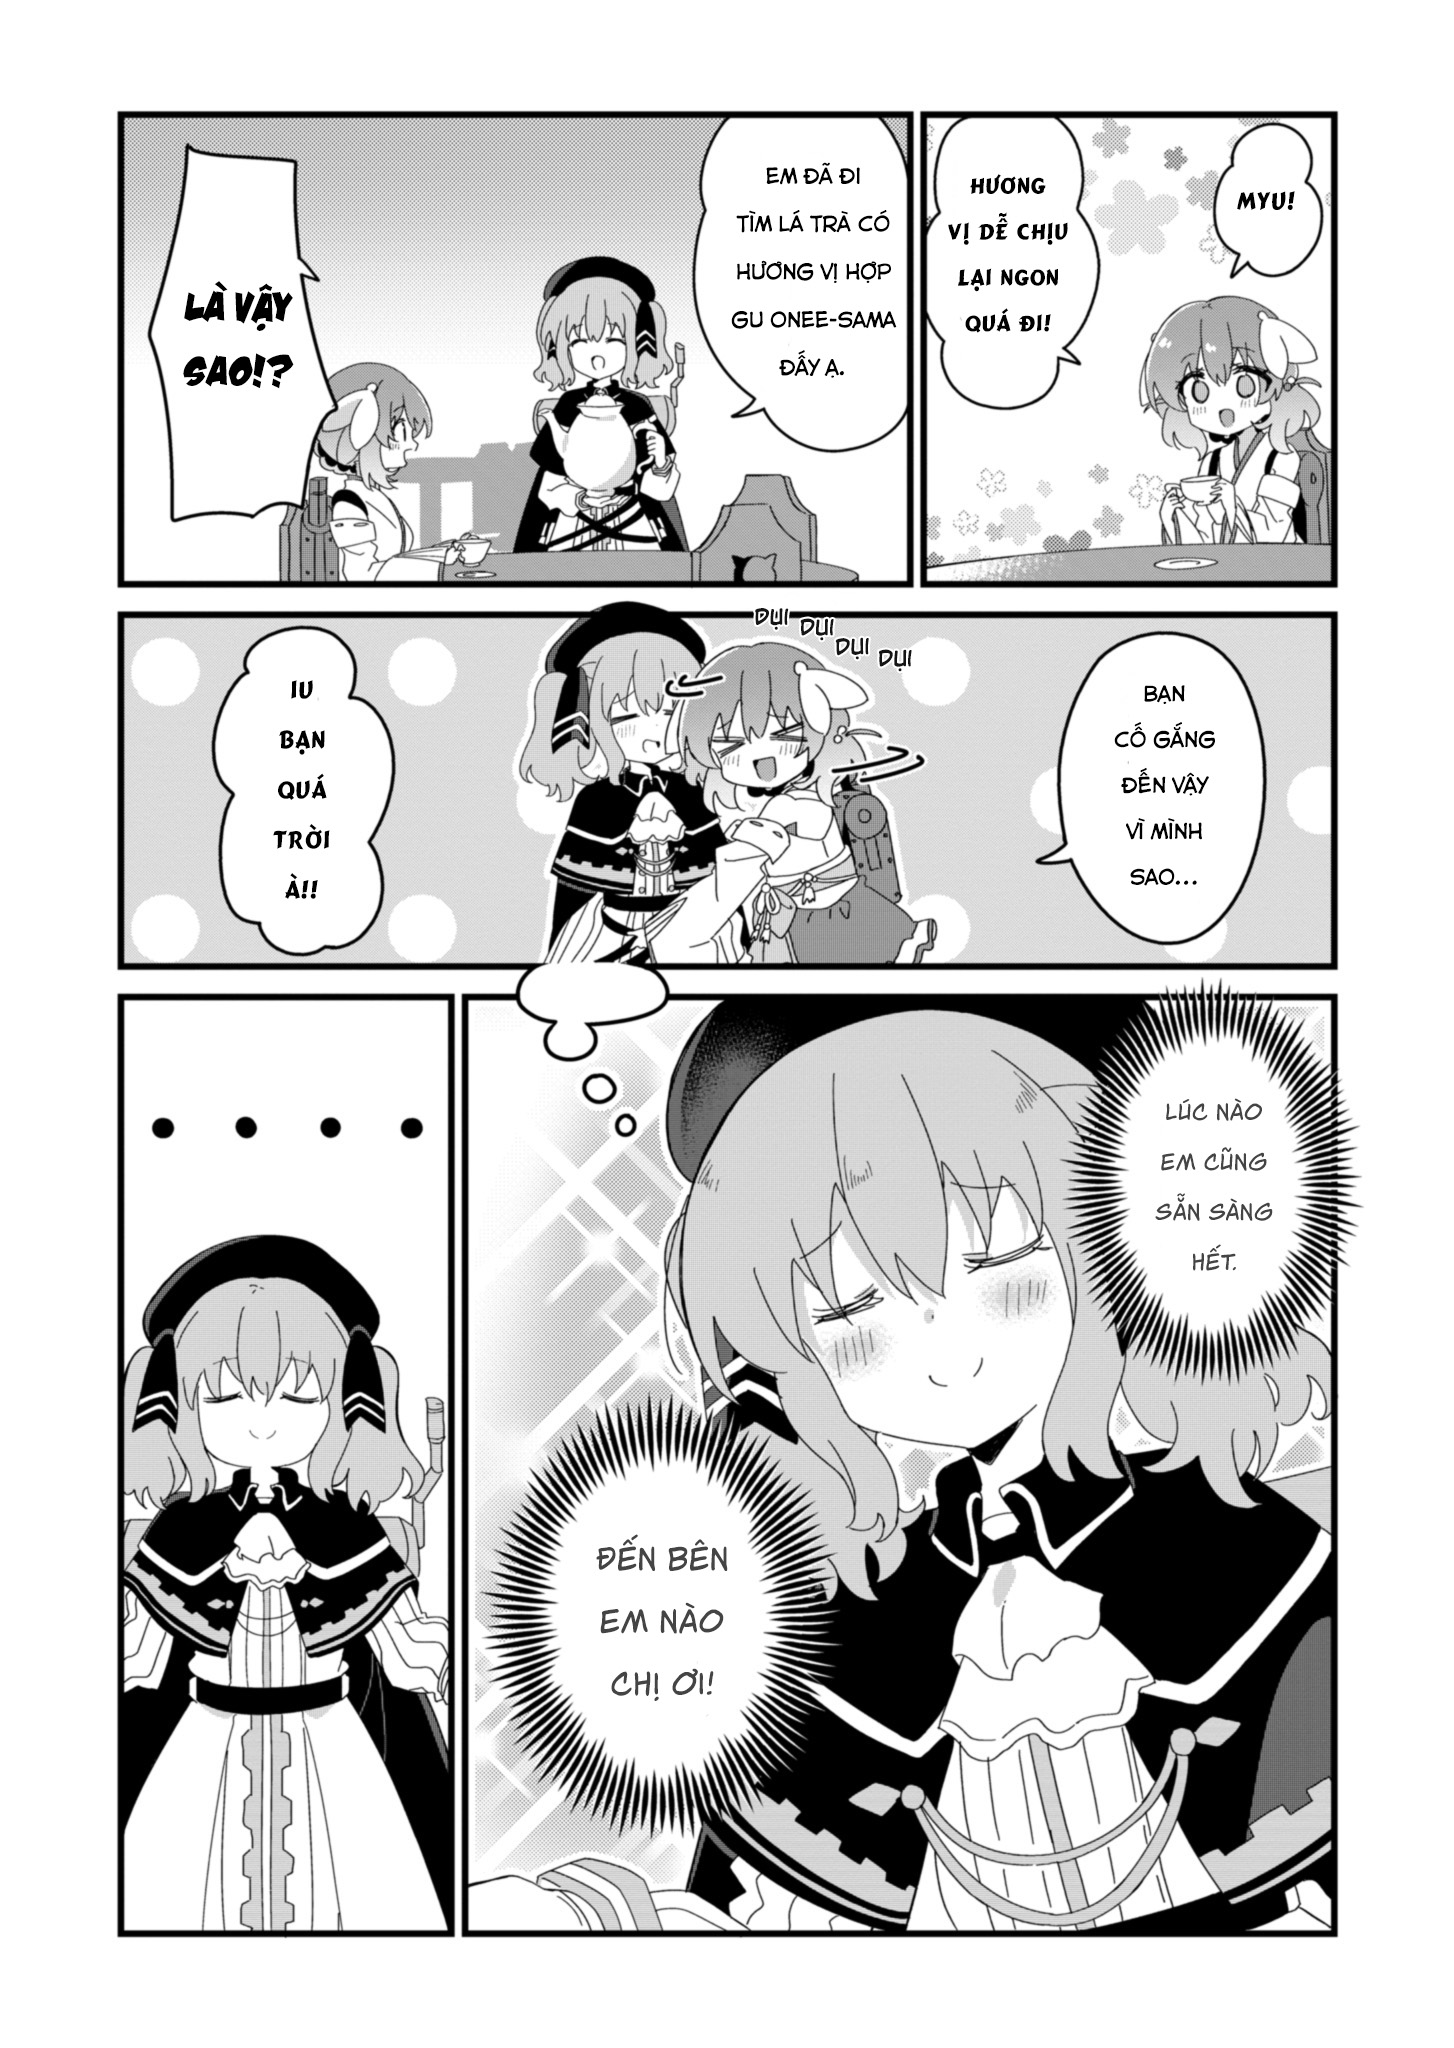 MYU!
HƯƠNG
VỊ DỄ CHỊU
LẠI NGON
QUÁ ĐI!
EM ĐÃ ĐI
TÌM LÁ TRÀ CÓ
HƯƠNG VỊ HỢP
GU ONEE-SAMA
ĐẤY Ạ.
LÀ VẬY
SAO!?
BẠN
CỐ GẮNG
ĐẾN VẬY
VÌ MÌNH
SAO...
DỤI
DỤI
DỤI
DỤI
IU
BẠN
QUÁ
TRỜI
À!!
LÚC NÀO
EM CŨNG
SẴN SÀNG
HẾT.
ĐẾN BÊN
EM NÀO
CHỊ ƠI!
• • • •